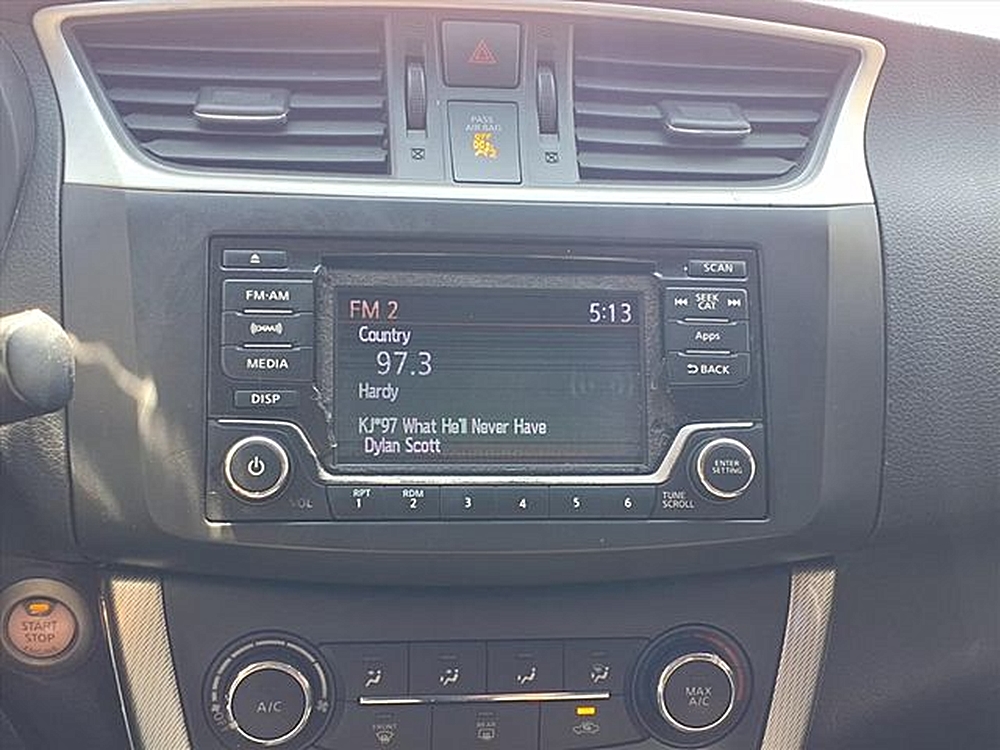 PASS
AIR BAG
OFF
SCAN
FM·AM
SEEK
CAT
Apps
MEDIA
BACK
DISP
FM 2 5:13
Country
97.3
Hardy
KJ*97 What He'll Never Have
Dylan Scott
VOL
RPT
1
RDM
2
3
4
5
6
TUNE
SCROLL
ENTER
SETTING
START
STOP
A/C
FRONT
REAR
MAX
A/C